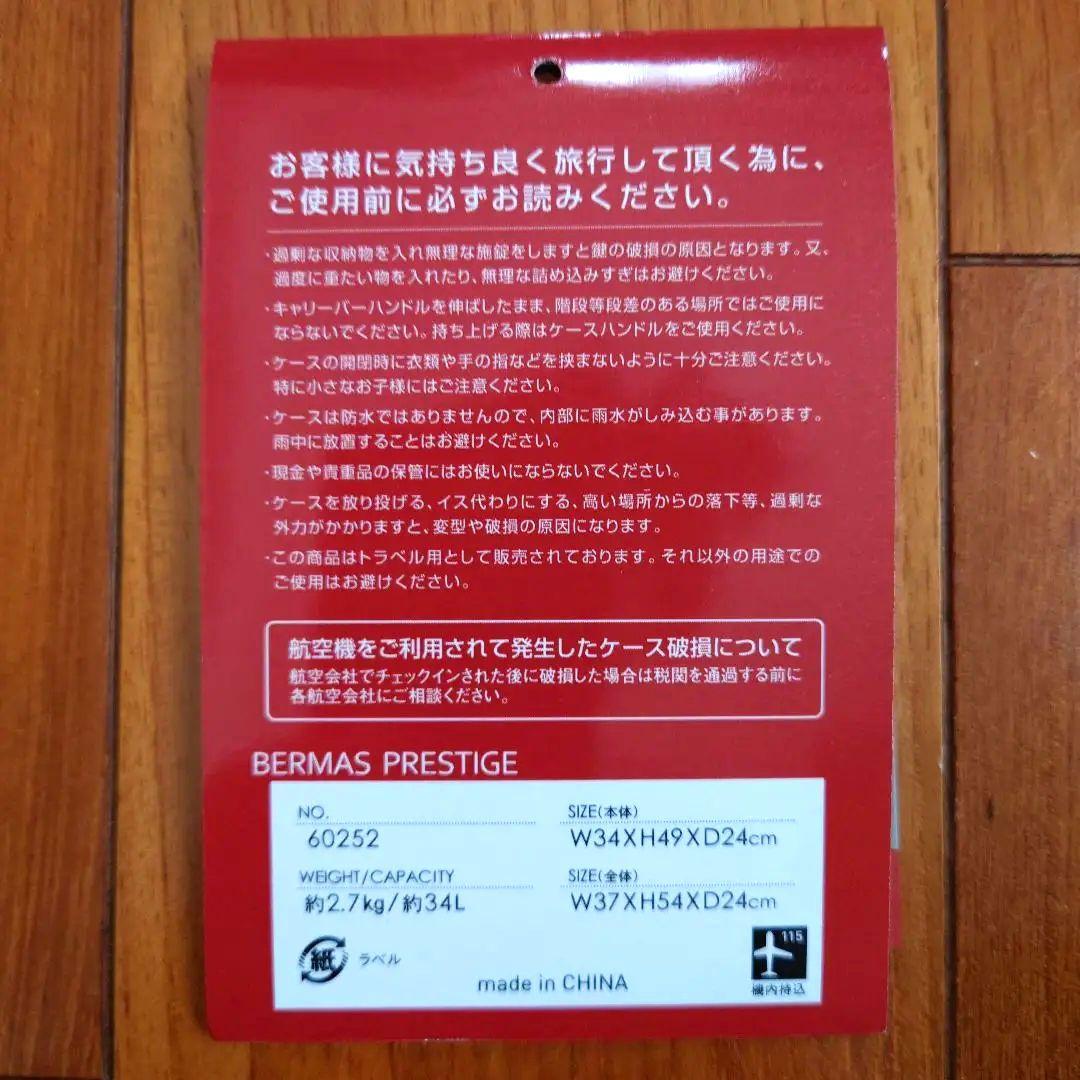 お客様に気持ち良く旅行して頂く為に、
ご使用前に必ずお読みください。
・過剰な収納物を入れ無理な施錠をしますと鍵の破損の原因となります。又、
過度に重たい物を入れたり、無理な詰め込みすぎはお避けください。
・キャリーバーハンドルを伸ばしたまま、階段等段差のある場所ではご使用に
ならないでください。持ち上げる際はケースハンドルをご使用ください。
・ケースの開閉時に衣類や手の指などを挟まないように十分ご注意ください。
特に小さなお子様にはご注意ください。
・ケースは防水ではありませんので、内部に雨水がしみ込む事があります。
雨中に放置することはお避けください。
・現金や貴重品の保管にはお使いにならないでください。
・ケースを放り投げる、イス代わりにする、高い場所からの落下等、過剰な
外力がかかりますと、変型や破損の原因になります。
・この商品はトラベル用として販売されております。それ以外の用途での
ご使用はお避けください。
航空機をご利用されて発生したケース破損について
航空会社でチェックインされた後に破損した場合は税関を通過する前に
各航空会社にご相談ください。
BERMAS PRESTIGE
NO.
60252
SIZE(本体)
W34XH49XD24cm
WEIGHT/CAPACITY
約2.7kg/約34L
SIZE(全体)
W37XH54XD24cm
紙 ラベル
made in CHINA
115
機内持込